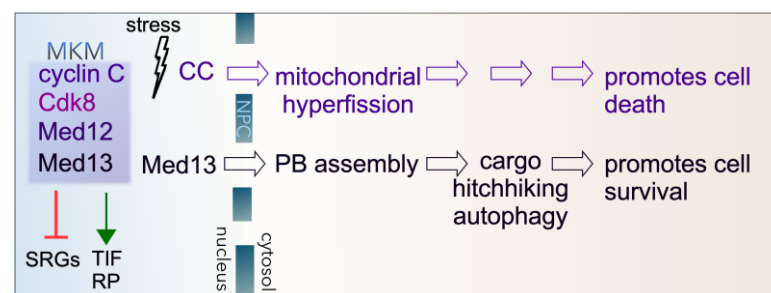 stress
MKM
cyclin C
Cdk8
Med12
Med13
SRGs
TIF
RP
CC
mitochondrial
hyperfission
promotes cell
death
NPC
Med13
PB assembly
cargo
hitchhiking
autophagy
promotes cell
survival
nucleus
cytosol